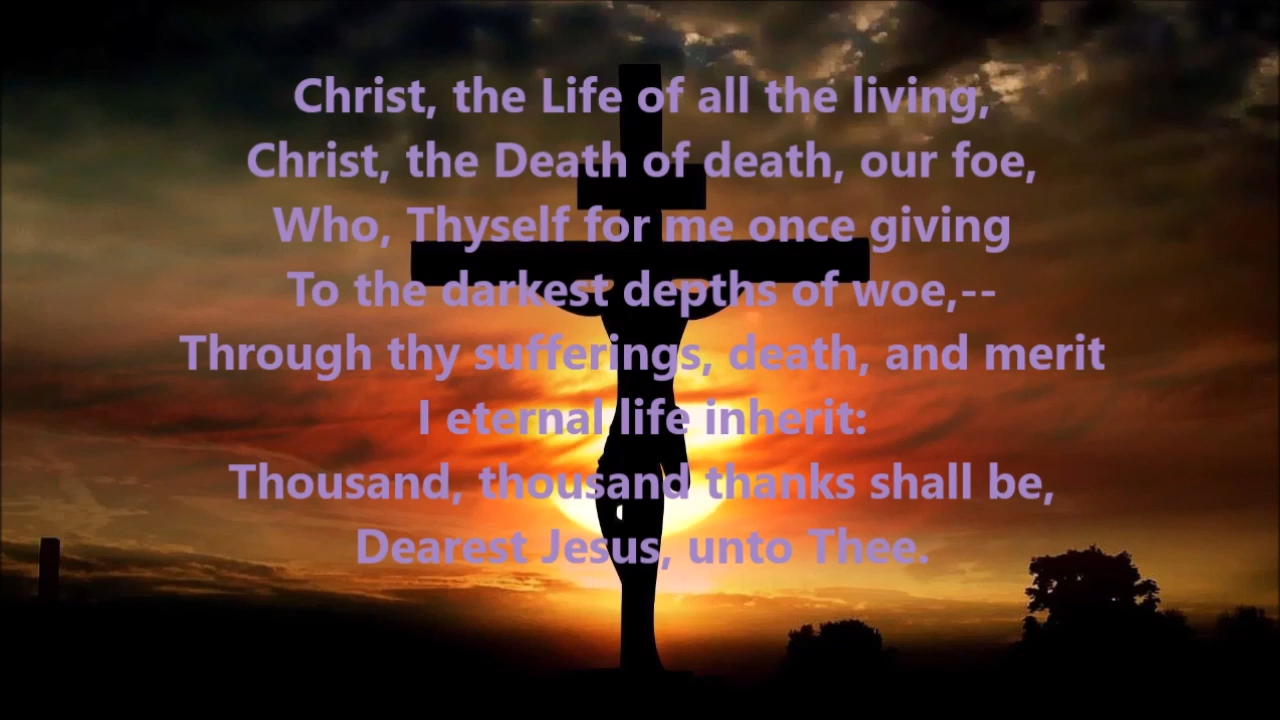 Christ, the Life of all the living,
Christ, the Death of death, our foe,
Who, Thyself for me once giving
To the darkest depths of woe,--
Through thy sufferings, death, and merit
I eternal life inherit:
Thousand, thousand thanks shall be,
Dearest Jesus, unto Thee.